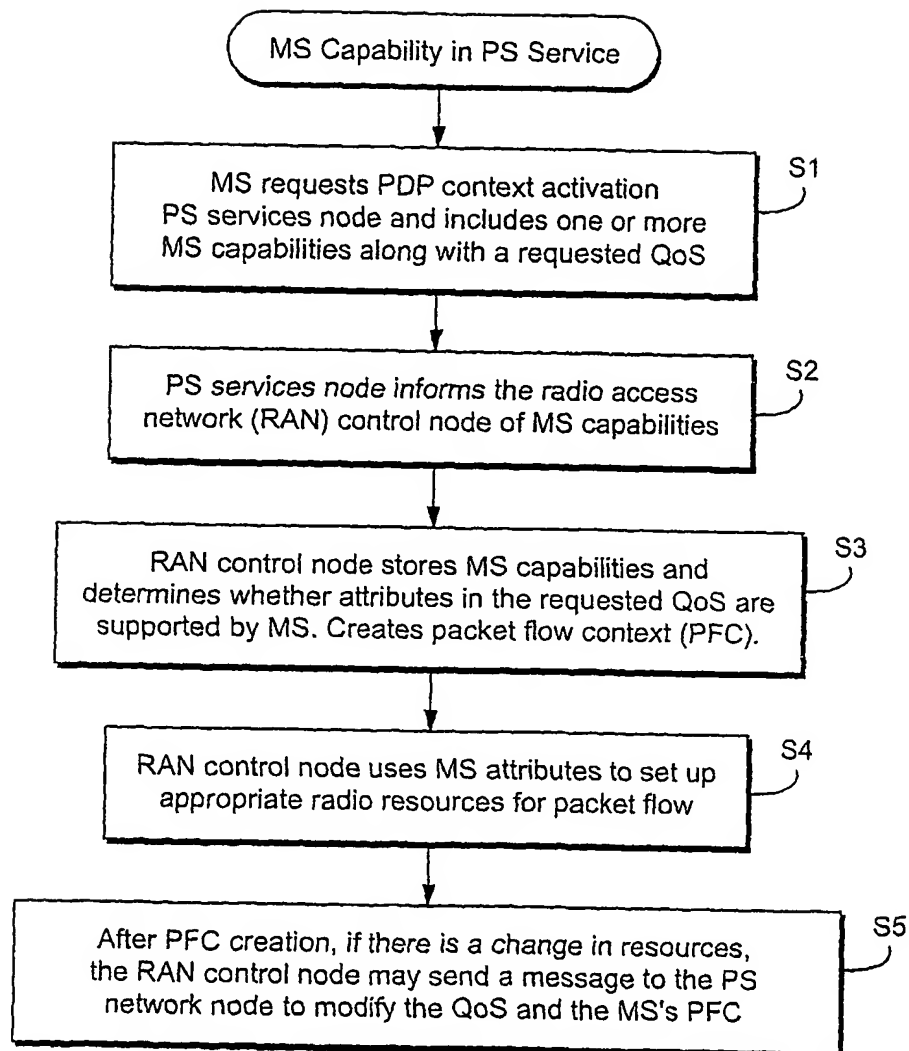 MS Capability in PS Service
S1
MS requests PDP context activation
PS services node and includes one or more
MS capabilities along with a requested QoS
S2
PS services node informs the radio access
network (RAN) control node of MS capabilities
S3
RAN control node stores MS capabilities and
determines whether attributes in the requested QoS are
supported by MS. Creates packet flow context (PFC).
S4
RAN control node uses MS attributes to set up
appropriate radio resources for packet flow
S5
After PFC creation, if there is a change in resources,
the RAN control node may send a message to the PS
network node to modify the QoS and the MS's PFC